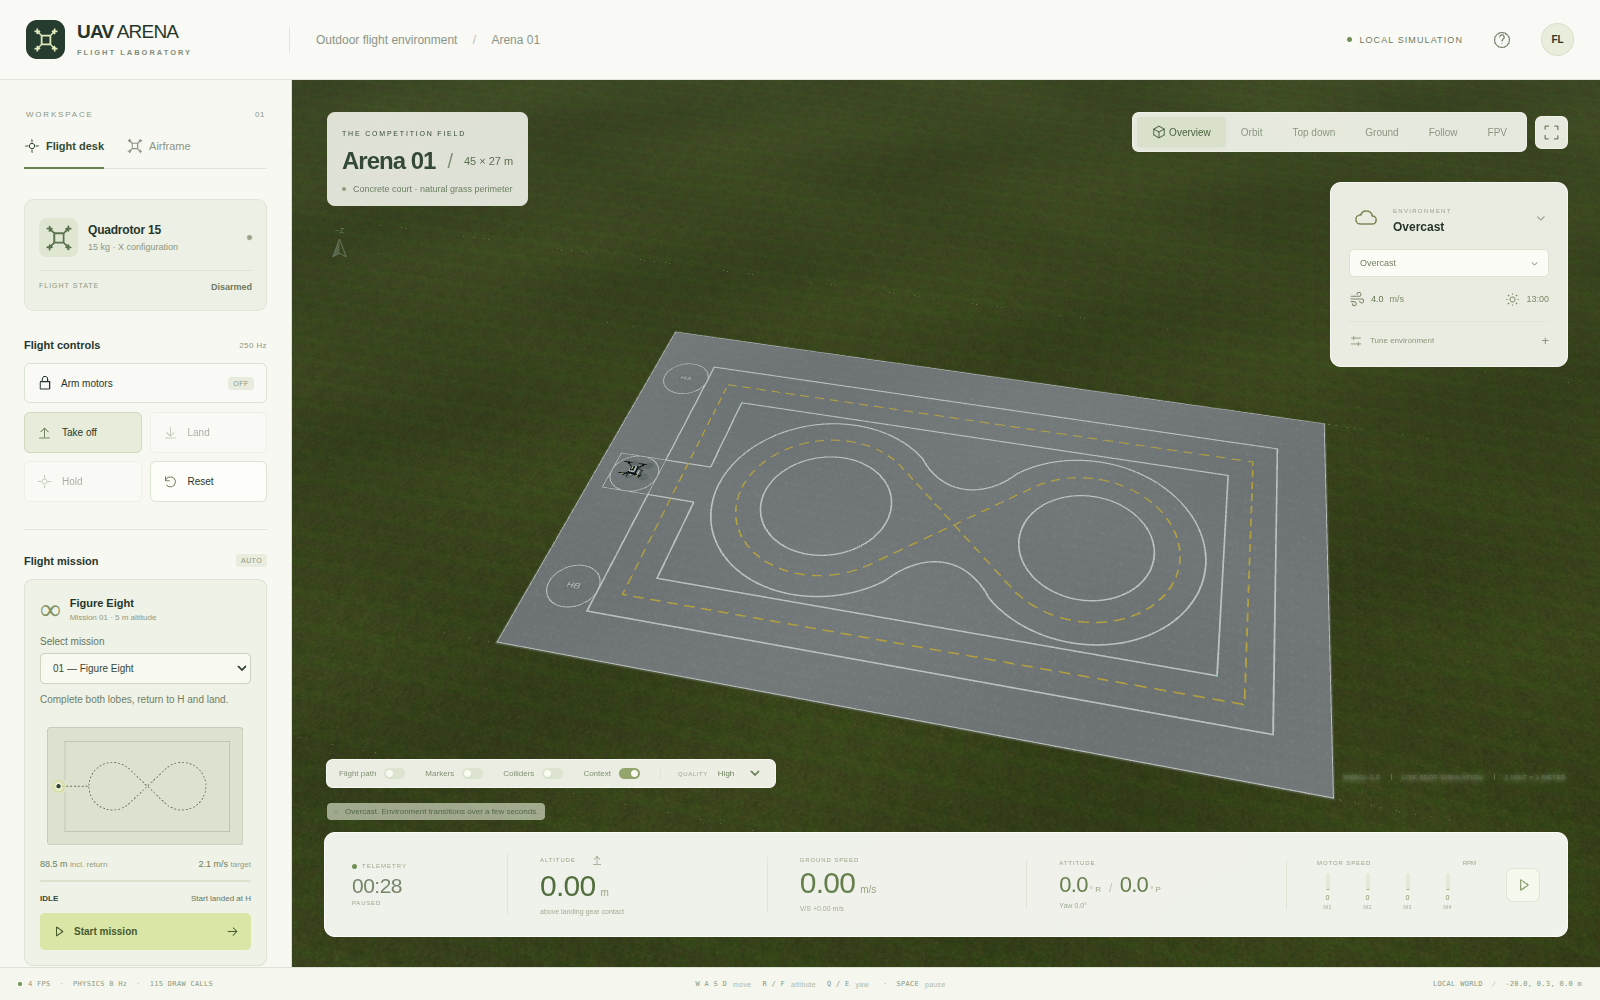 UAV ARENA
FLIGHT LABORATORY
Outdoor flight environment / Arena 01
LOCAL SIMULATION
FL
WORKSPACE 01
Flight desk Airframe
Quadrotor 15
15 kg · X configuration
FLIGHT STATE Disarmed
Flight controls 250 Hz
Arm motors OFF
Take off Land
Hold Reset
Flight mission AUTO
Figure Eight
Mission 01 · 5 m altitude
Select mission
01 — Figure Eight
Complete both lobes, return to H and land.
88.5 m incl. return 2.1 m/s target
IDLE Start landed at H
Start mission
THE COMPETITION FIELD
Arena 01 / 45 × 27 m
Concrete court · natural grass perimeter
−Z
Overview Orbit Top down Ground Follow FPV
ENVIRONMENT
Overcast
Overcast
4.0 m/s 13:00
Tune environment +
HA
HB
Flight path Markers Colliders Context QUALITY High
Overcast. Environment transitions over a few seconds.
TELEMETRY
00:28
PAUSED
ALTITUDE
0.00 m
above landing gear contact
GROUND SPEED
0.00 m/s
V/S +0.00 m/s
ATTITUDE
0.0 ° R / 0.0 ° P
Yaw 0.0°
MOTOR SPEED RPM
0 0 0 0
M1 M2 M3 M4
4 FPS · PHYSICS 0 Hz · 115 DRAW CALLS
W A S D move R / F altitude Q / E yaw · SPACE pause
LOCAL WORLD / -20.0, 0.3, 0.0 m